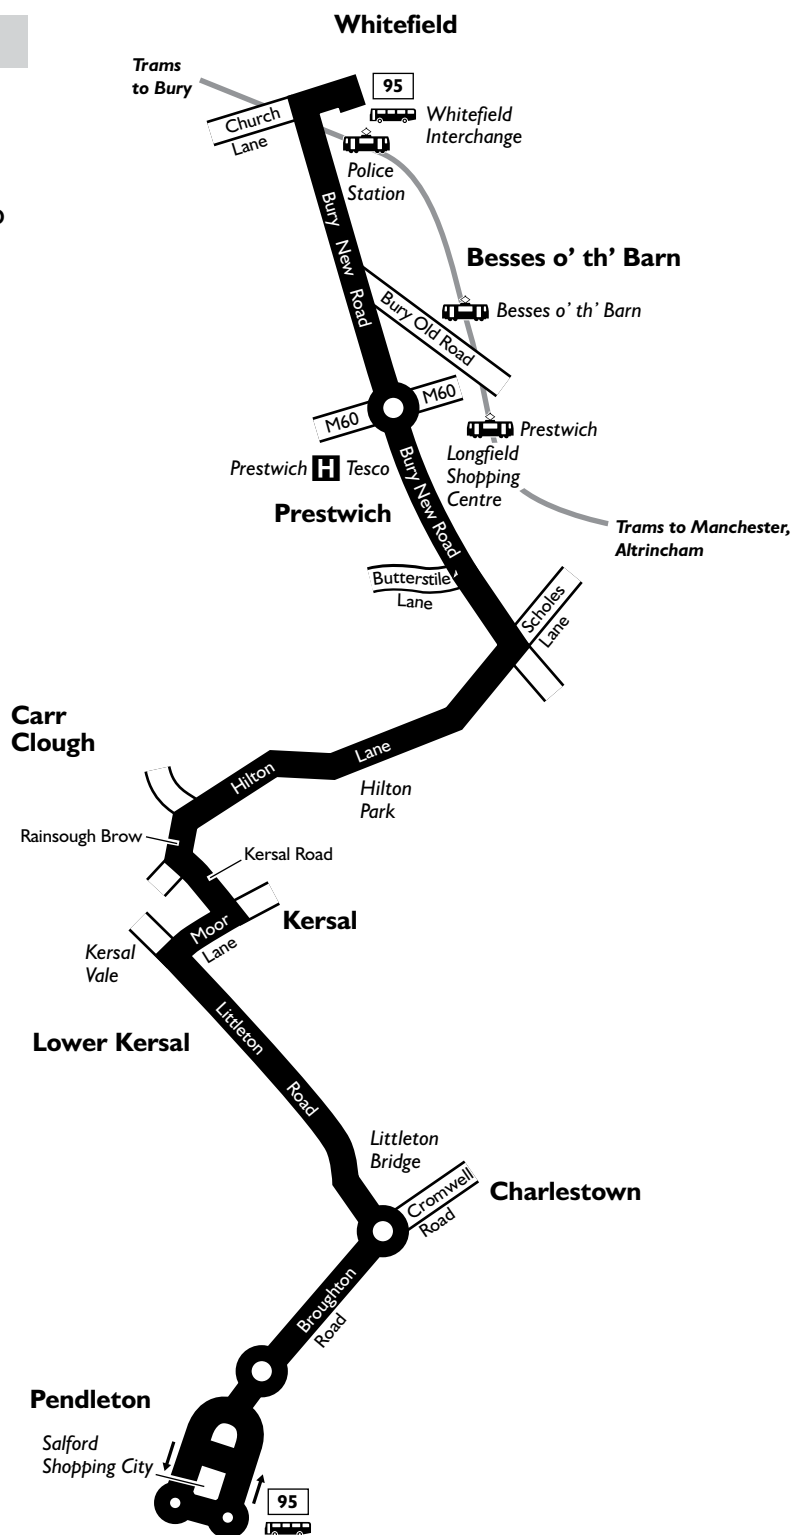 Whitefield
Trams
to Bury
95
Church
Lane
Whitefield
Interchange
Police
Station
Bury New Road
Besses o’ th’ Barn
Besses o’ th’ Barn
Bury Old Road
M60
M60
Prestwich
Prestwich H Tesco
Longfield
Shopping
Centre
Bury New Road
Prestwich
Trams to Manchester,
Altrincham
Butterstile
Lane
Scholes
Lane
Carr
Clough
Hilton Lane
Hilton
Park
Rainsough Brow
Kersal Road
Kersal
Moor
Lane
Kersal
Vale
Littleton Road
Lower Kersal
Littleton
Bridge
Cromwell
Road
Charlestown
Broughton
Road
Pendleton
Salford
Shopping City
95